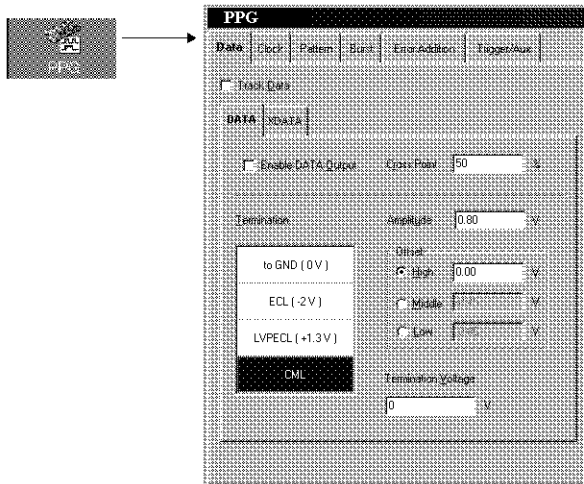 PPG
PPG
Data Clock Pattern Burst Error Addition Trigger/Aux
Track Data
DATA XDATA
Enable DATA Output Cross Point 50 %
Termination Amplitude 0.80 V
Offset
to GND ( 0 V ) High 0.00 V
ECL ( -2 V ) Middle V
LVPECL ( +1.3 V ) Low V
CML
Termination Voltage
0 V